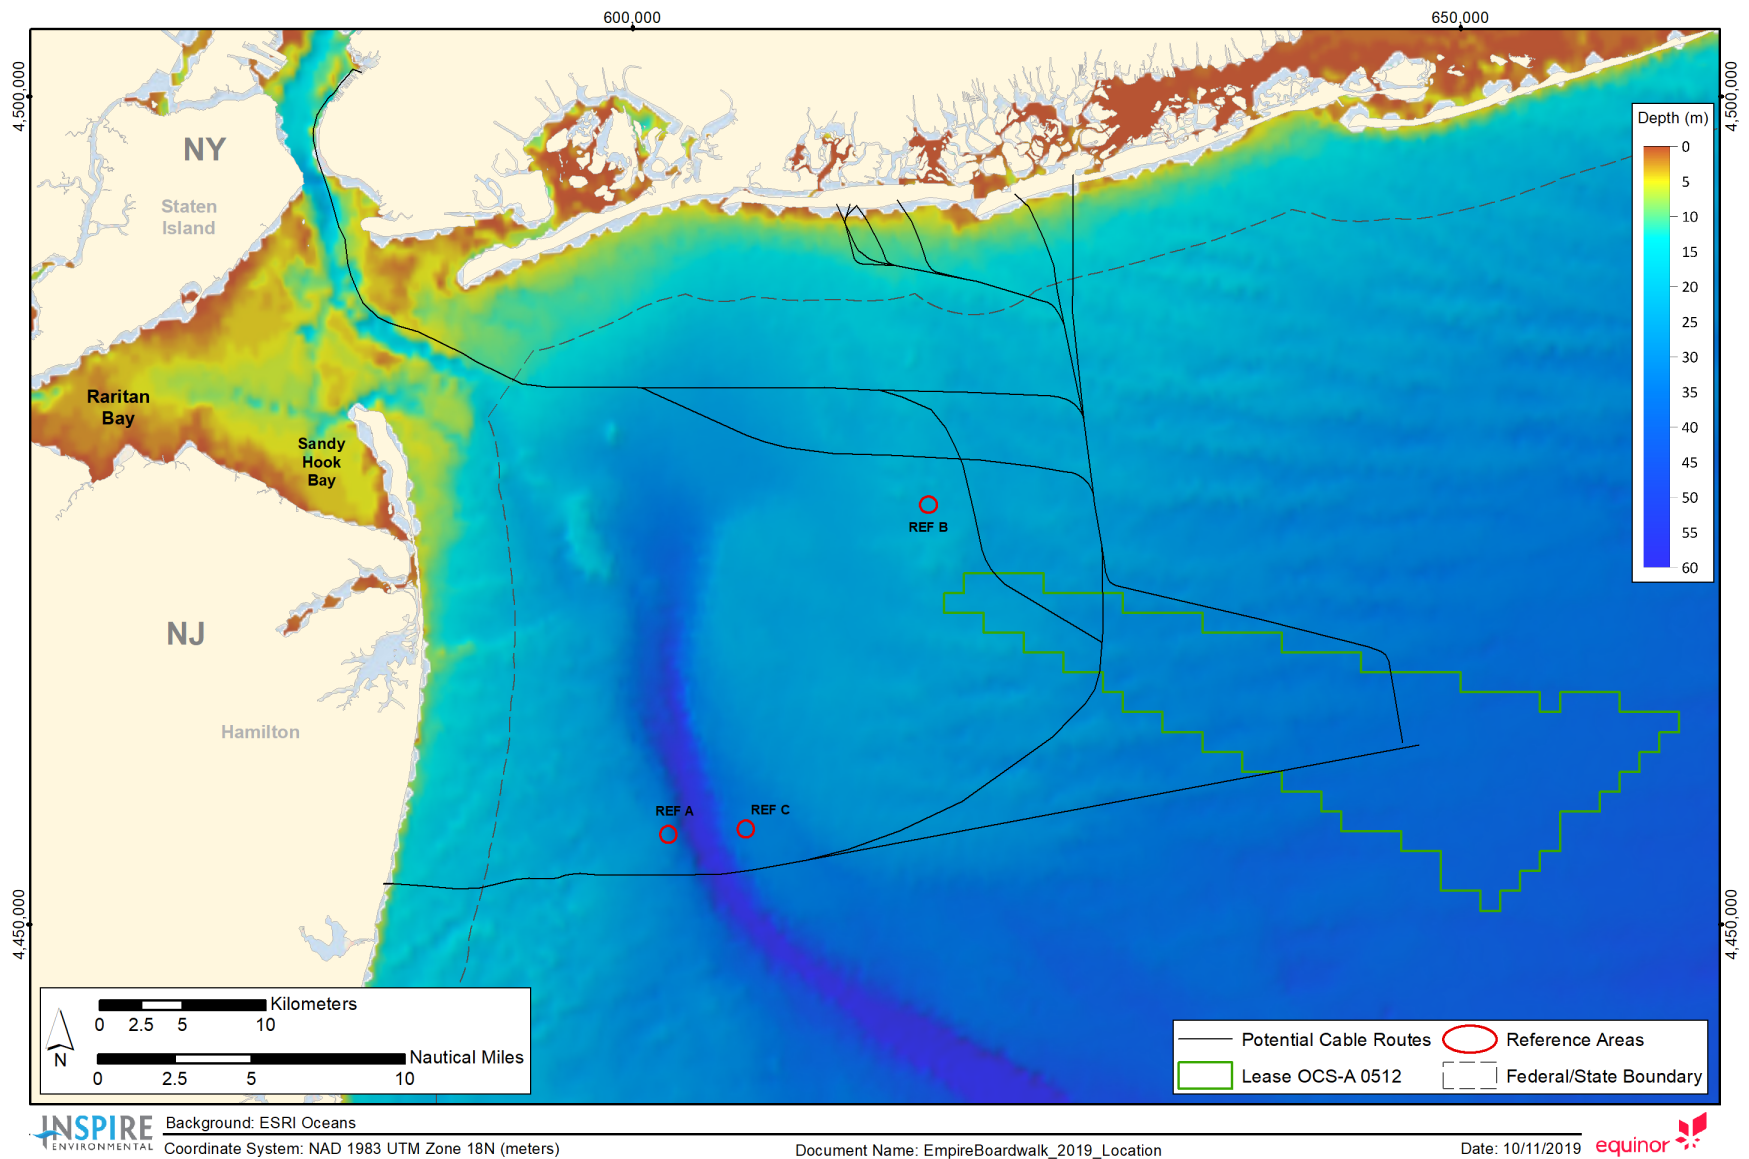 600,000
650,000
4,500,000
4,500,000
NY
Staten
Island
Depth (m)
0
5
10
15
20
25
30
35
40
45
50
55
60
Raritan
Bay
Sandy
Hook
Bay
REF B
NJ
Hamilton
REF A
REF C
4,450,000
4,450,000
Kilometers
0 2.5 5 10
Nautical Miles
0 2.5 5 10
N
Potential Cable Routes
Reference Areas
Lease OCS-A 0512
Federal/State Boundary
INSPIRE
ENVIRONMENTAL
Background: ESRI Oceans
Coordinate System: NAD 1983 UTM Zone 18N (meters)
Document Name: EmpireBoardwalk_2019_Location
Date: 10/11/2019
equinor